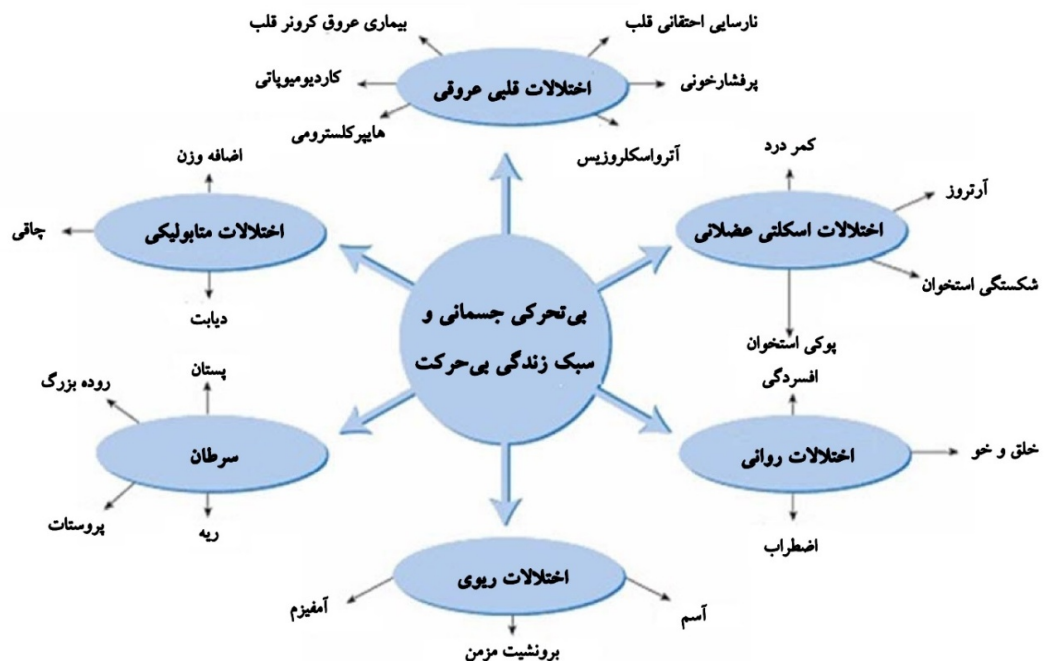 بی‌تحرکی جسمانی و
سبک زندگی بی‌حرکت
اختلالات قلبی عروقی
نارسایی احتقانی قلب
پرفشارخونی
آترواسکلروزیس
بیماری عروق کرونر قلب
کاردیومیوپاتی
هایپرکلسترومی
اختلالات اسکلتی عضلانی
کمر درد
آرتروز
شکستگی استخوان
پوکی استخوان
اختلالات روانی
افسردگی
خلق و خو
اضطراب
اختلالات ریوی
آسم
برونشیت مزمن
آمفیزم
سرطان
پستان
روده بزرگ
پروستات
ریه
اختلالات متابولیکی
اضافه وزن
چاقی
دیابت